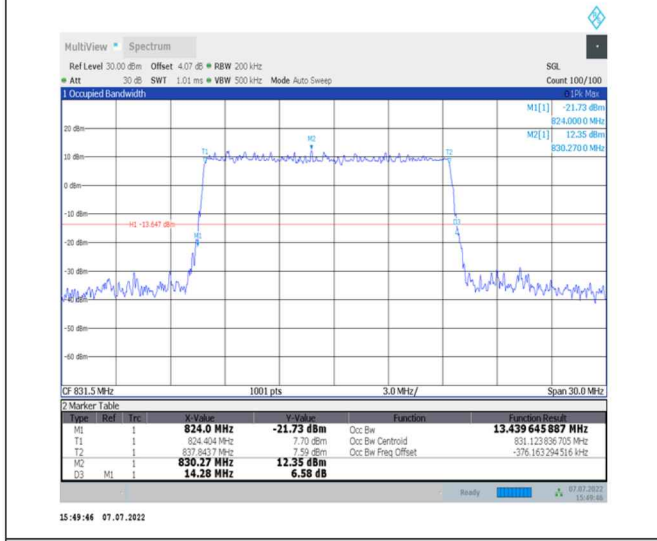 MultiView Spectrum
Ref Level 30.00 dBm Offset 4.07 dB RBW 200 kHz SGL
Att 30 dB SWT 1.01 ms VBW 500 kHz Mode Auto Sweep Count 100/100
1 Occupied Bandwidth 1Pk Max
M1[1] -21.73 dBm
824.0000 MHz
M2[1] 12.35 dBm
830.2700 MHz
20 dBm
M2
T1 T2
10 dBm
0 dBm
-10 dBm
H1 -13.647 dBm
D3
M1
-20 dBm
-30 dBm
-40 dBm
-50 dBm
-60 dBm
CF 831.5 MHz 1001 pts 3.0 MHz/ Span 30.0 MHz
2 Marker Table
Type Ref Trc X-Value Y-Value Function Function Result
M1 1 824.0 MHz -21.73 dBm Occ Bw 13.439 645 887 MHz
T1 1 824.404 MHz 7.70 dBm Occ Bw Centroid 831.123 836 705 MHz
T2 1 837.8437 MHz 7.59 dBm Occ Bw Freq Offset -376.163 294 516 kHz
M2 1 830.27 MHz 12.35 dBm
D3 M1 1 14.28 MHz 6.58 dB
Ready 07.07.2022
15:49:46
15:49:46 07.07.2022